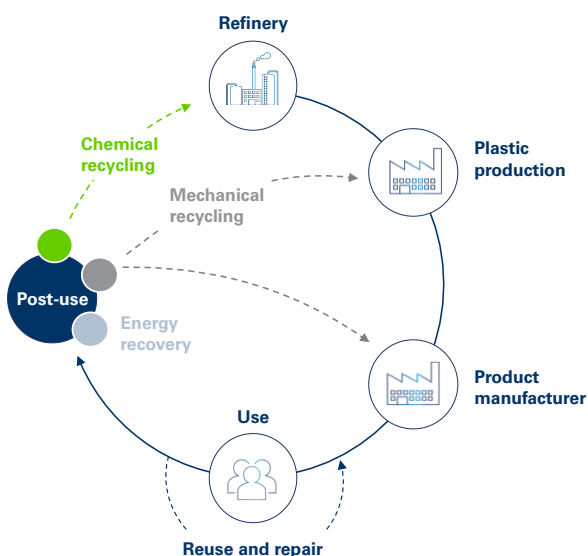 Refinery
Chemical
recycling
Plastic
production
Mechanical
recycling
Post-use
Energy
recovery
Product
manufacturer
Use
Reuse and repair